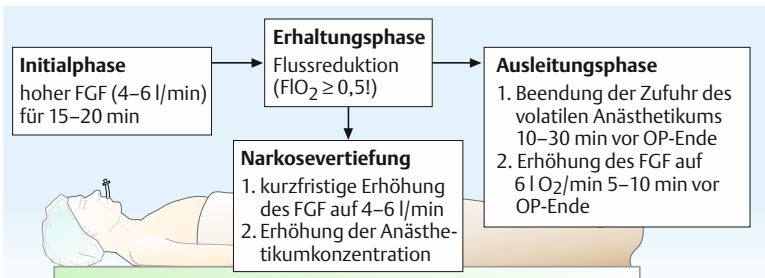 Initialphase
hoher FGF (4–6 l/min)
für 15–20 min
Erhaltungsphase
Flussreduktion
(FIO2 ≥ 0,5!)
Narkosevertiefung
1. kurzfristige Erhöhung
des FGF auf 4–6 l/min
2. Erhöhung der Anästhe-
tikumkonzentration
Ausleitungsphase
1. Beendung der Zufuhr des
volatilen Anästhetikums
10–30 min vor OP-Ende
2. Erhöhung des FGF auf
6 l O2/min 5–10 min vor
OP-Ende